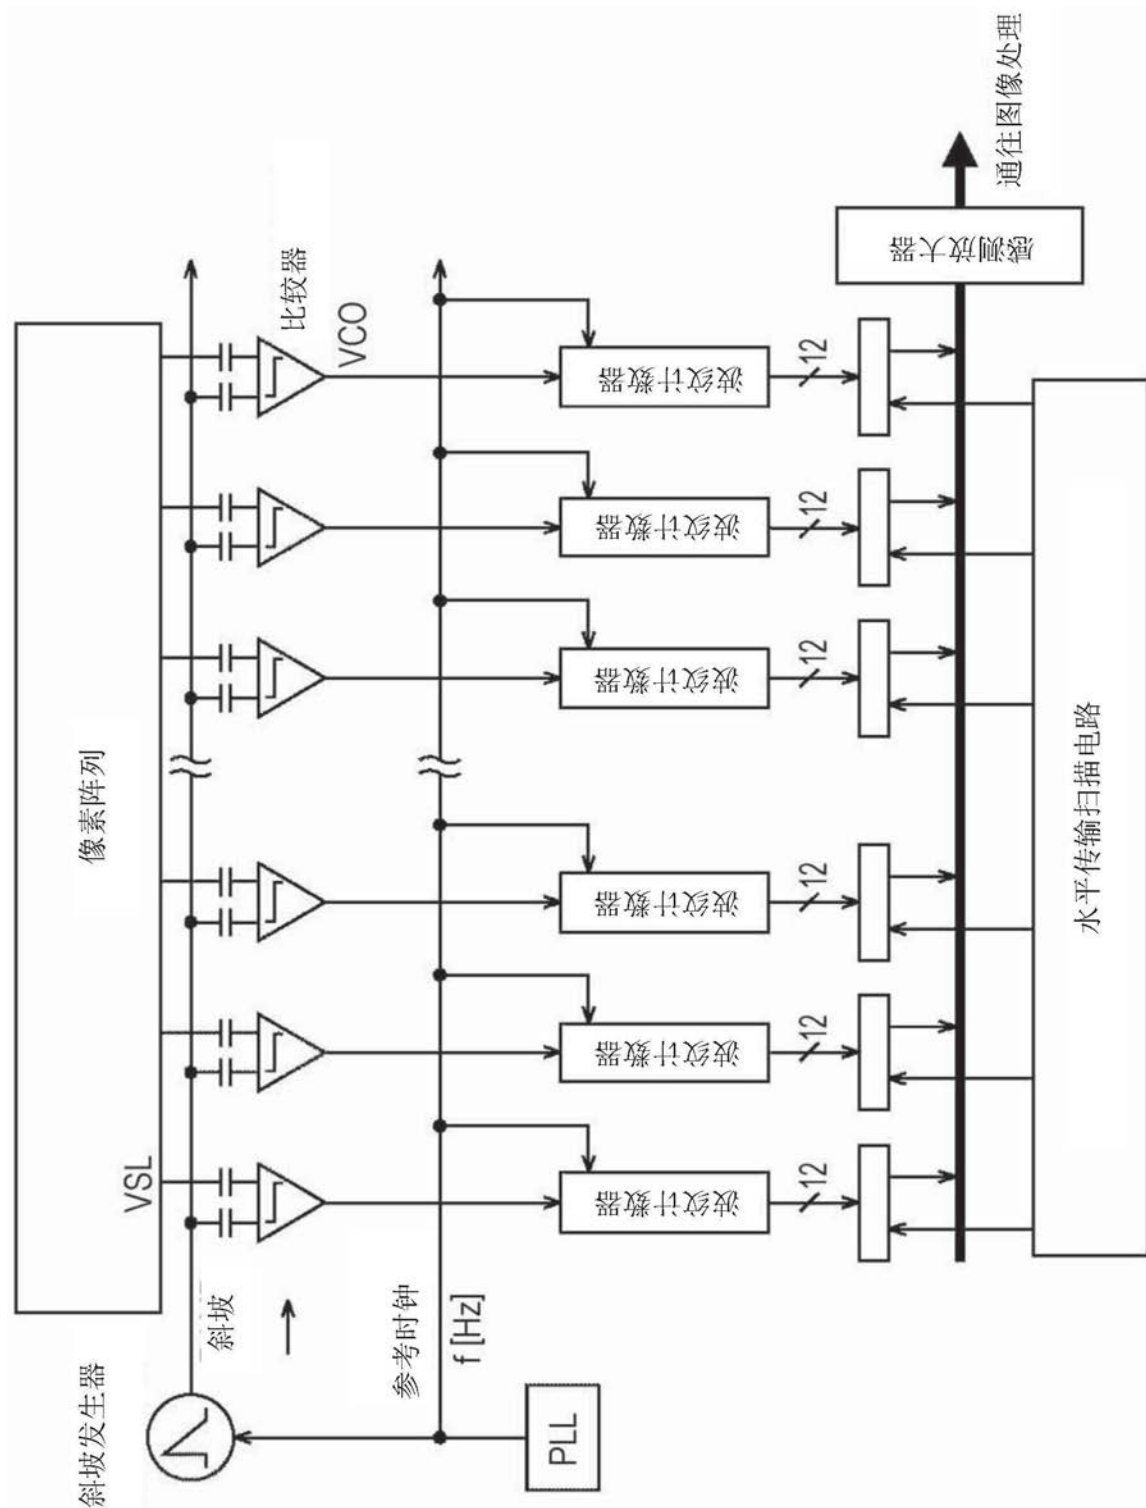 斜坡发生器
像素阵列
VSL
斜坡
比较器
VCO
参考时钟
f [Hz]
PLL
波纹计数器
波纹计数器
波纹计数器
波纹计数器
波纹计数器
波纹计数器
12
12
12
12
12
12
感测放大器
通往图像处理
水平传输扫描电路